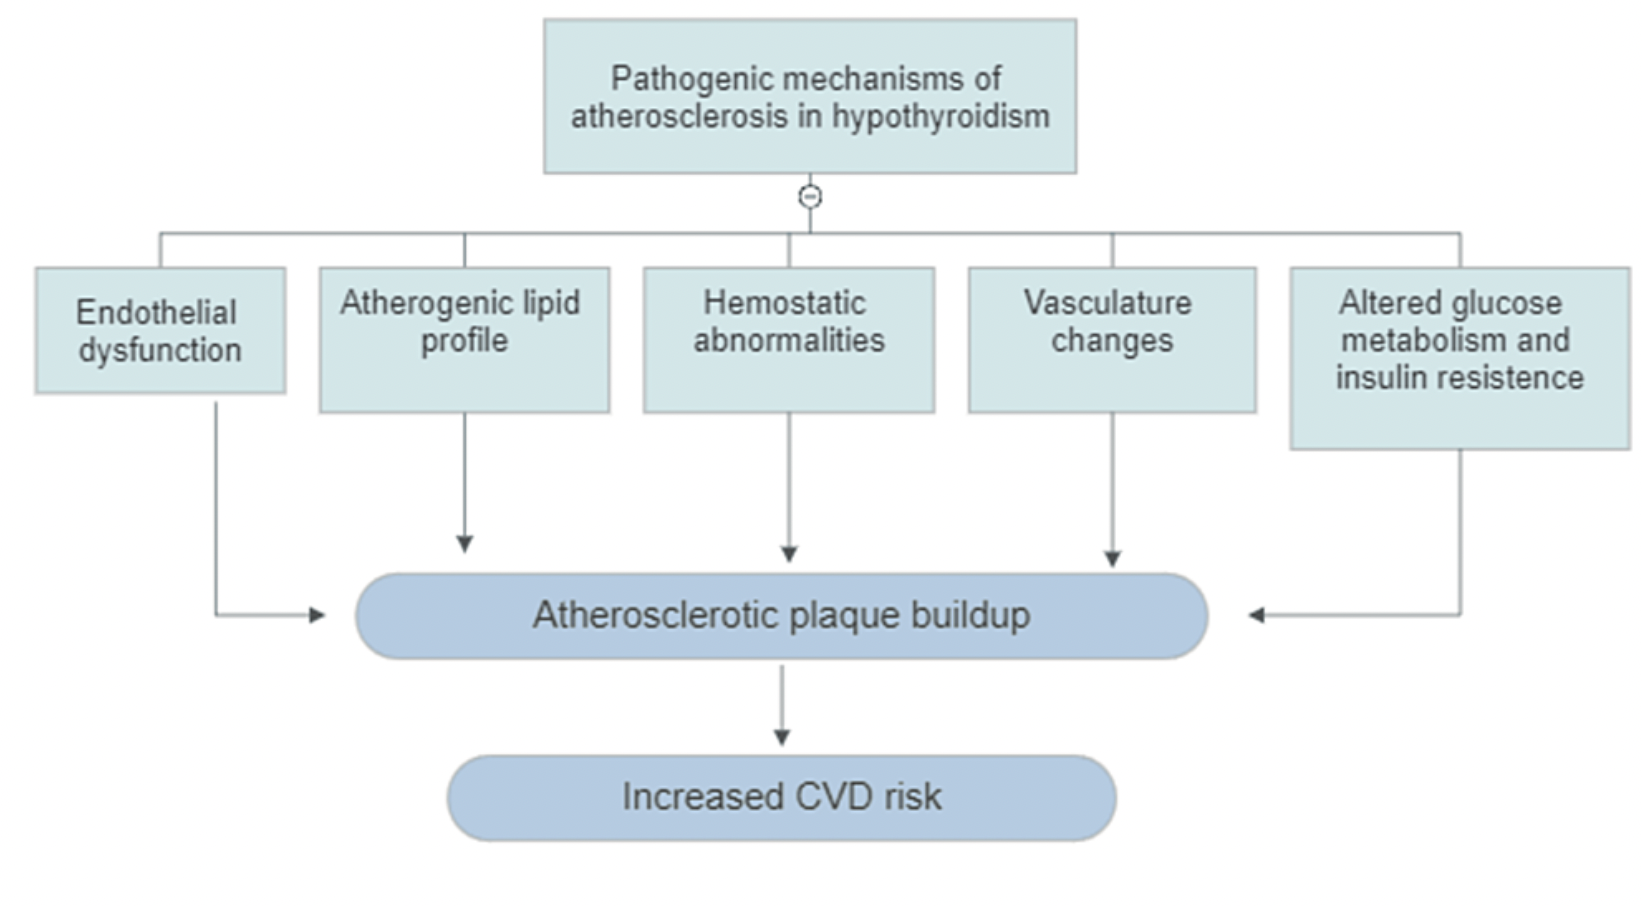 Pathogenic mechanisms of
atherosclerosis in hypothyroidism
Endothelial
dysfunction
Atherogenic lipid
profile
Hemostatic
abnormalities
Vasculature
changes
Altered glucose
metabolism and
insulin resistence
Atherosclerotic plaque buildup
Increased CVD risk